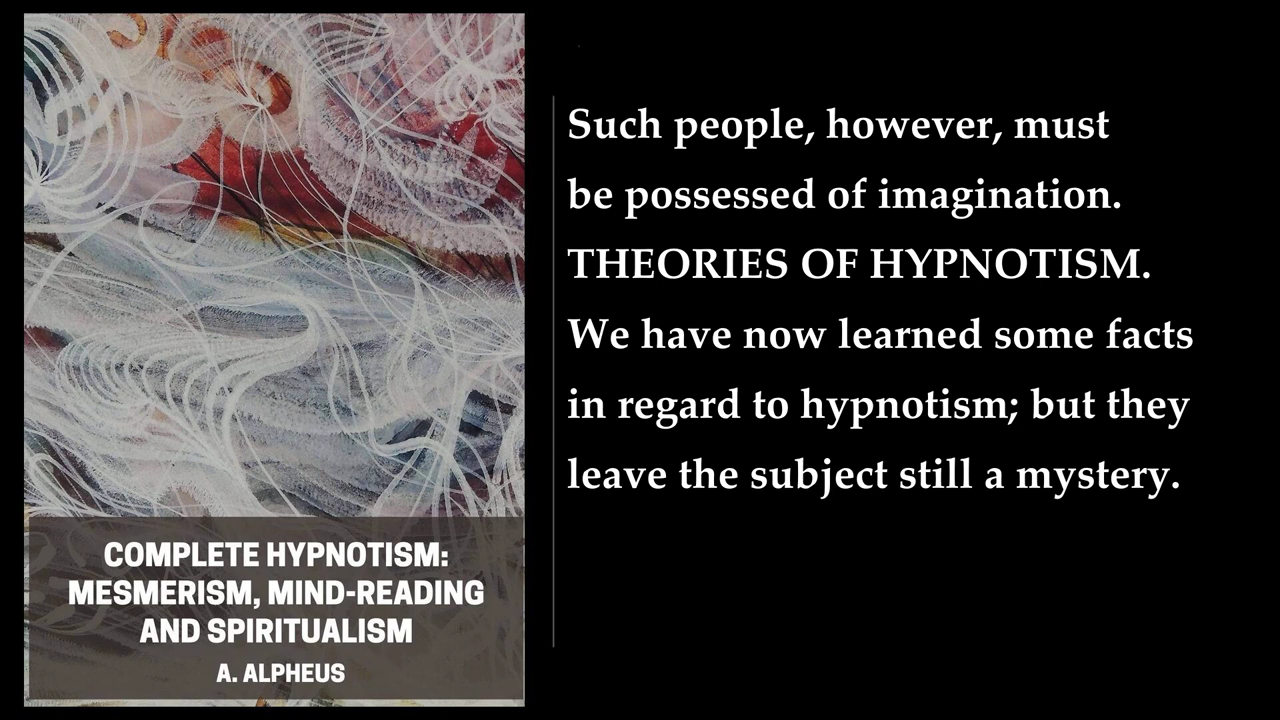 COMPLETE HYPNOTISM:
MESMERISM, MIND-READING
AND SPIRITUALISM
A. ALPHEUS
Such people, however, must
be possessed of imagination.
THEORIES OF HYPNOTISM.
We have now learned some facts
in regard to hypnotism; but they
leave the subject still a mystery.